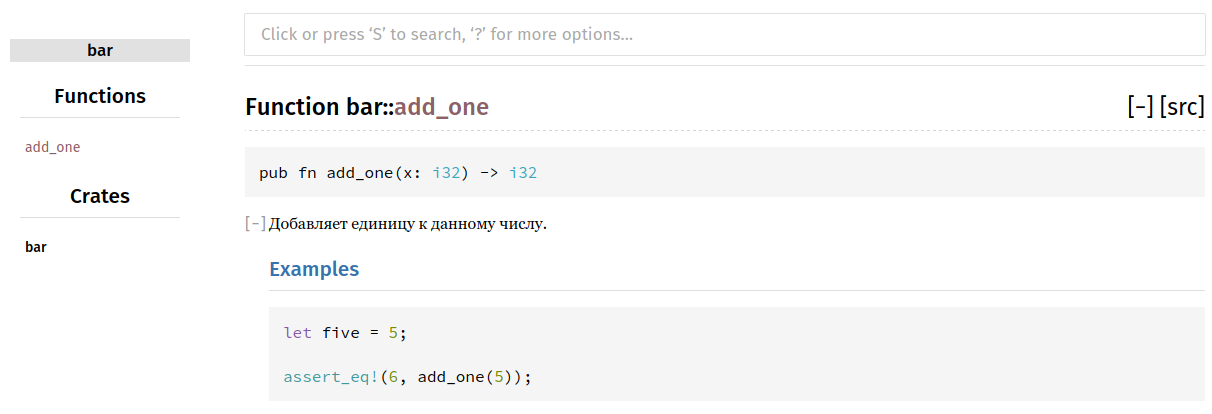 bar
Functions
add_one
Crates
bar
Click or press ‘S’ to search, ‘?’ for more options...
Function bar::add_one [-] [src]
pub fn add_one(x: i32) -> i32
[-] Добавляет единицу к данному числу.
Examples
let five = 5;
assert_eq!(6, add_one(5));